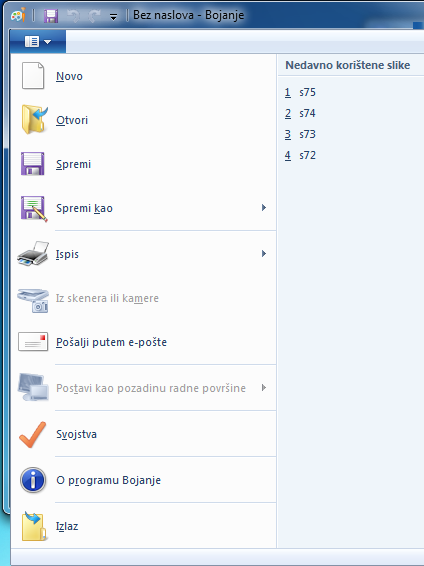 Bez naslova - Bojanje
Novo
Otvori
Spremi
Spremi kao
Ispis
Iz skenera ili kamere
Pošalji putem e-pošte
Postavi kao pozadinu radne površine
Svojstva
O programu Bojanje
Izlaz
Nedavno korištene slike
1 s75
2 s74
3 s73
4 s72